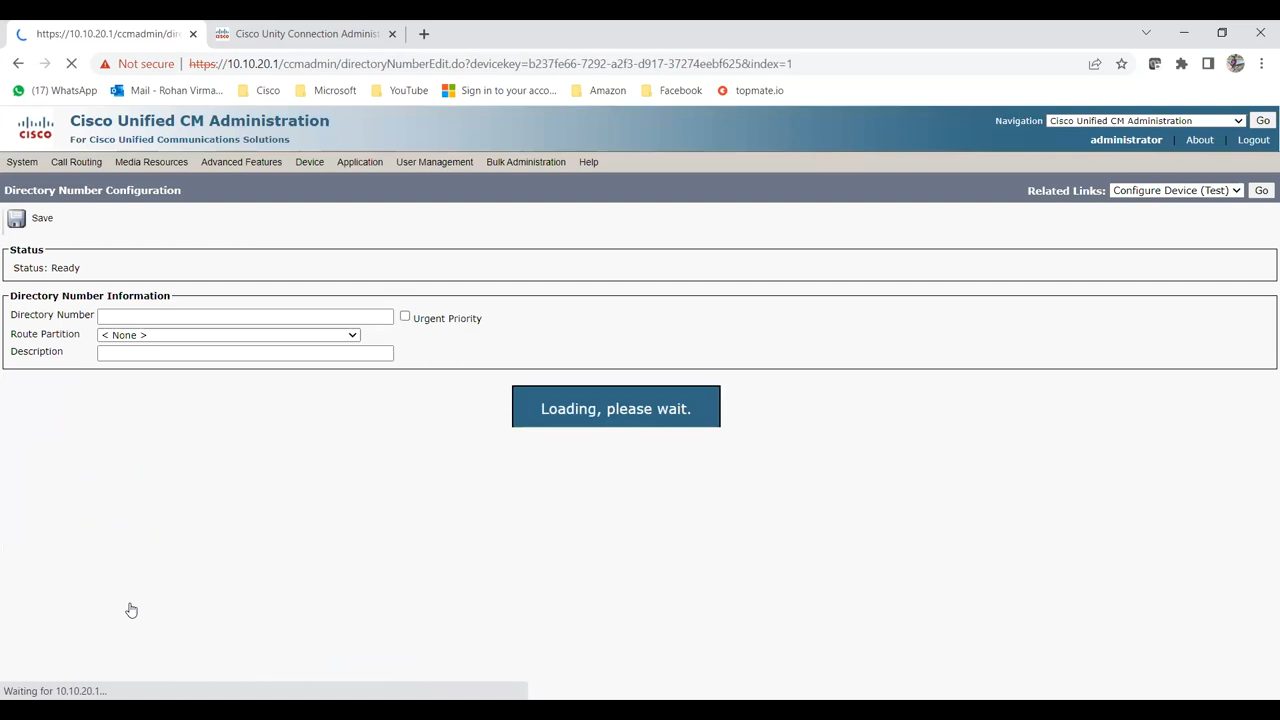 https://10.10.20.1/ccmadmin/dir
Cisco Unity Connection Administ
Not secure | https://10.10.20.1/ccmadmin/directoryNumberEdit.do?devicekey=b237fe66-7292-a2f3-d917-37274eebf625&index=1
(17) WhatsApp Mail - Rohan Virma... Cisco Microsoft YouTube Sign in to your acco... Amazon Facebook topmate.io
CISCO
Cisco Unified CM Administration
For Cisco Unified Communications Solutions
Navigation Cisco Unified CM Administration Go
administrator | About | Logout
System Call Routing Media Resources Advanced Features Device Application User Management Bulk Administration Help
Directory Number Configuration
Related Links: Configure Device (Test) Go
Save
Status
Status: Ready
Directory Number Information
Directory Number
Urgent Priority
Route Partition < None >
Description
Loading, please wait.
Waiting for 10.10.20.1...